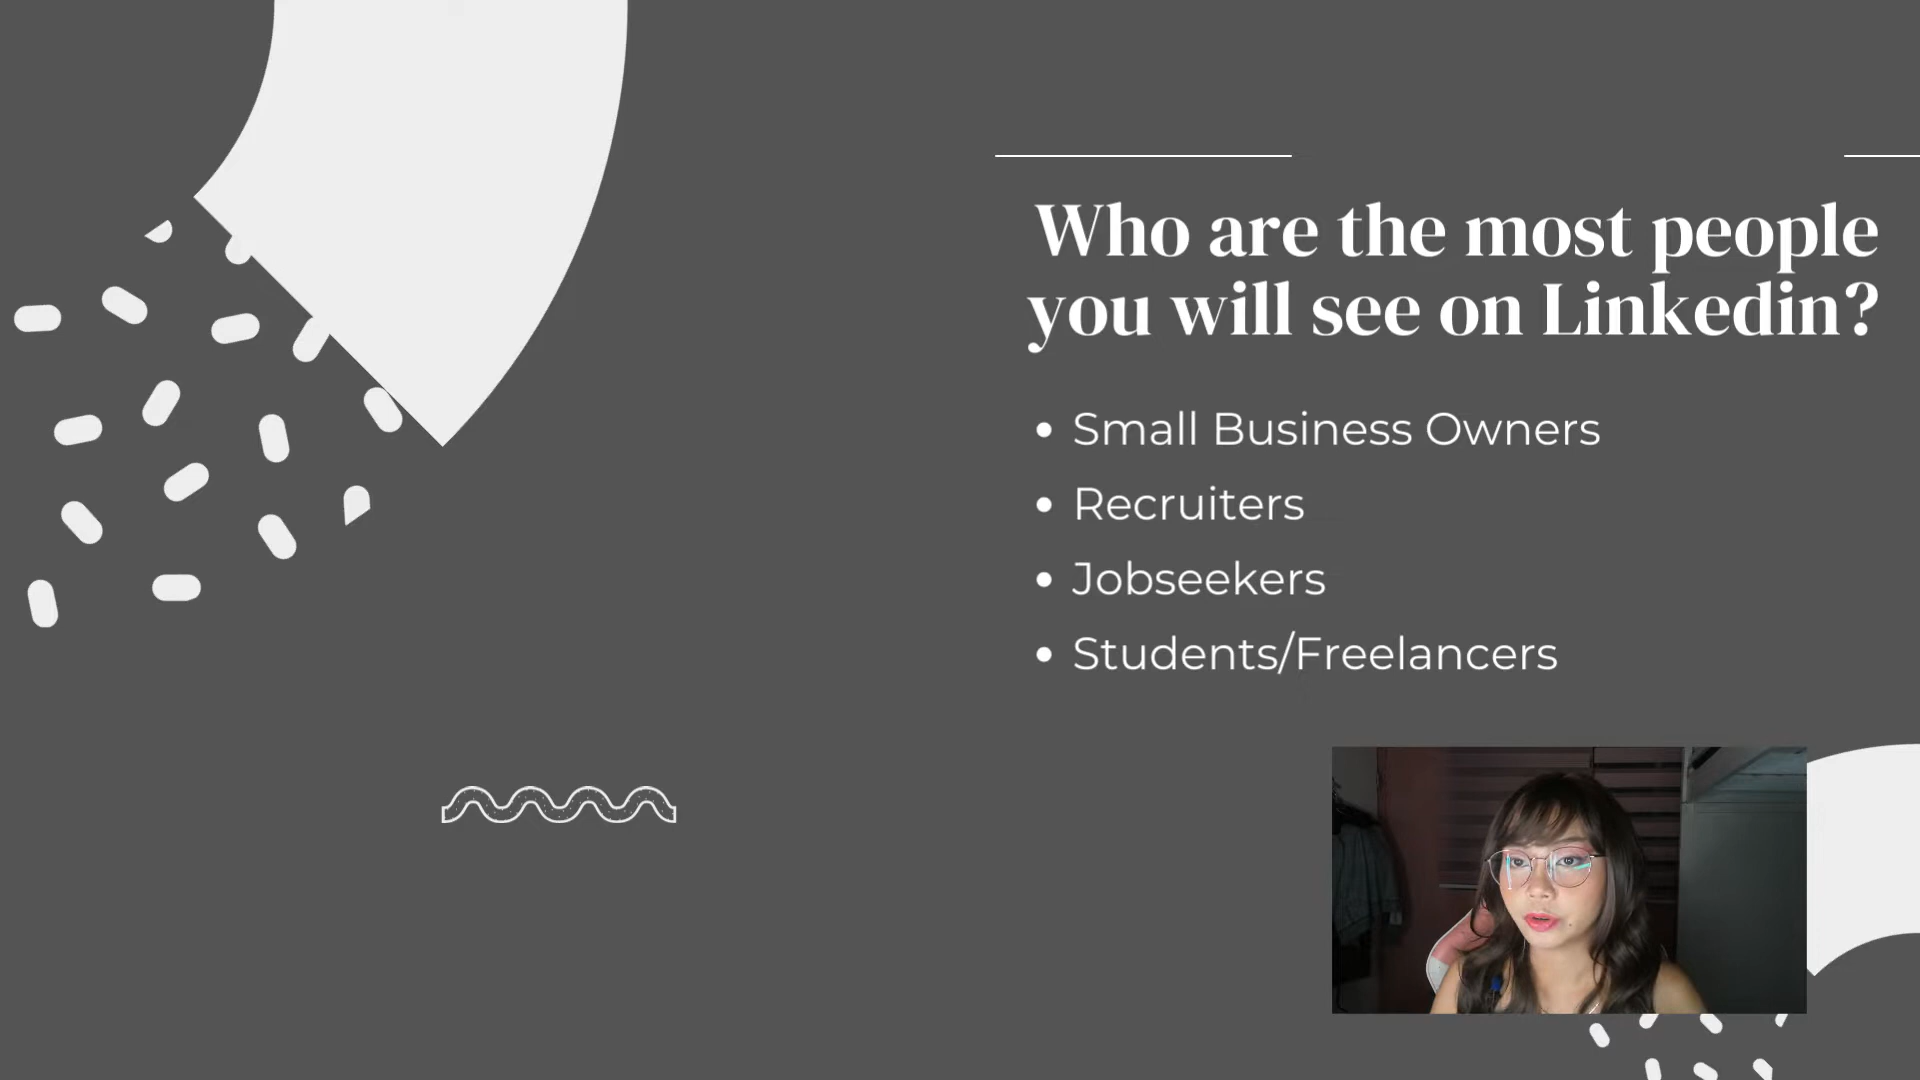 Who are the most people
you will see on Linkedin?
• Small Business Owners
• Recruiters
• Jobseekers
• Students/Freelancers